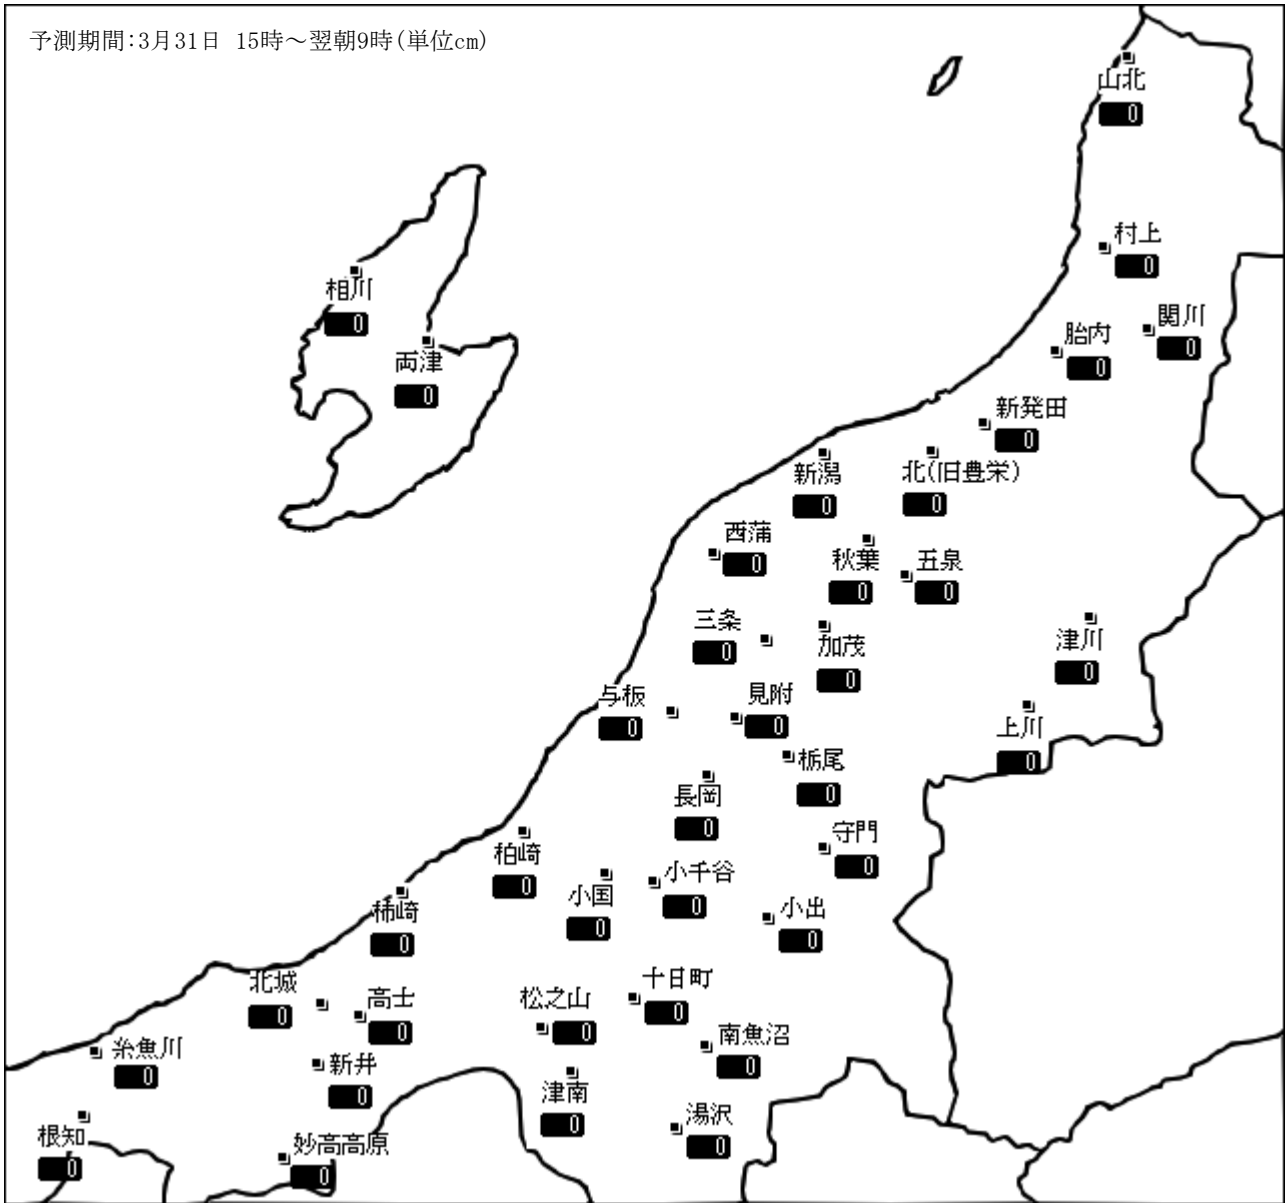 予測期間:3月31日 15時～翌朝9時(単位cm)
山北
0
村上
0
相川
0
関川
0
胎内
0
両津
0
新発田
0
新潟
0
北(旧豊栄)
0
西蒲
0
秋葉
0
五泉
0
三条
0
加茂
0
津川
0
与板
0
見附
0
上川
0
栃尾
0
長岡
0
守門
0
柏崎
0
小千谷
0
小国
0
小出
0
柿崎
0
北城
0
高士
0
松之山
0
十日町
0
南魚沼
0
糸魚川
0
新井
0
津南
0
湯沢
0
根知
0
妙高高原
0